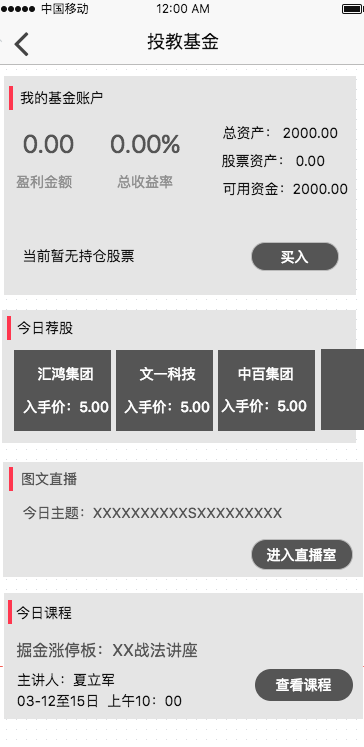 中国移动 12:00 AM
投教基金
我的基金账户
0.00 0.00% 总资产： 2000.00
盈利金额 总收益率 股票资产： 0.00
可用资金：2000.00
当前暂无持仓股票 买入
今日荐股
汇鸿集团 文一科技 中百集团
入手价：5.00 入手价：5.00 入手价：5.00
图文直播
今日主题：XXXXXXXXXXSXXXXXXXXX
进入直播室
今日课程
掘金涨停板：XX战法讲座
主讲人：夏立军 查看课程
03-12至15日 上午10：00